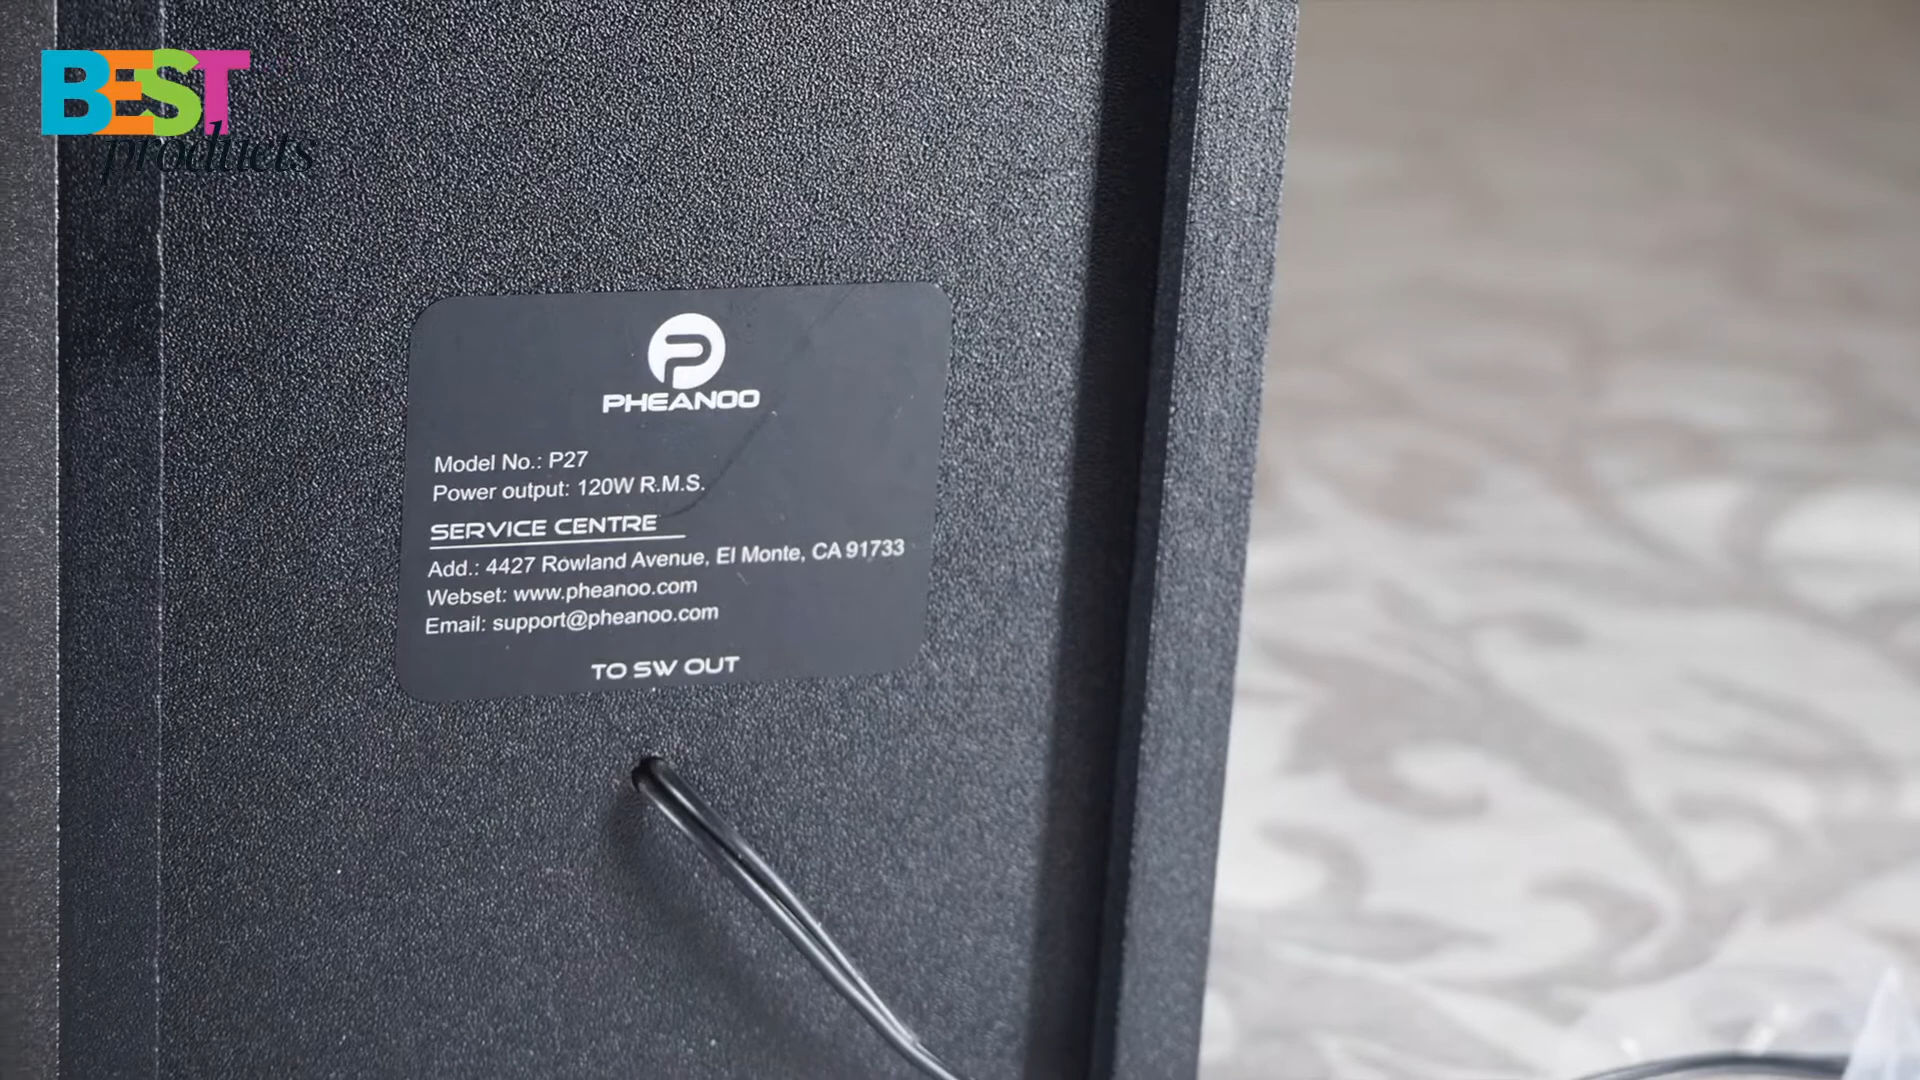 BEST
products
P
PHEANOO
Model No.: P27
Power output: 120W R.M.S.
SERVICE CENTRE
Add.: 4427 Rowland Avenue, El Monte, CA 91733
Webset: www.pheanoo.com
Email: support@pheanoo.com
TO SW OUT